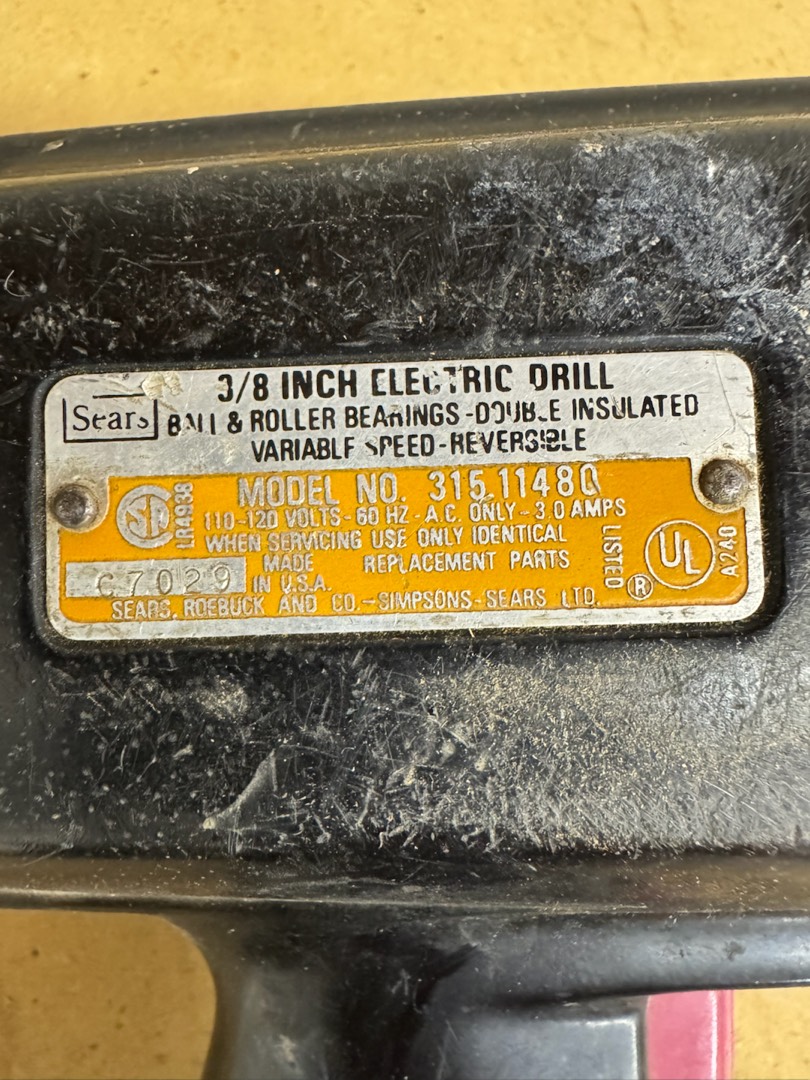 3/8 INCH ELECTRIC DRILL
Sears
BALL & ROLLER BEARINGS-DOUBLE INSULATED
VARIABLE SPEED-REVERSIBLE
MODEL NO. 315.11480
110-120 VOLTS-60 HZ-A.C. ONLY-3.0 AMPS
WHEN SERVICING USE ONLY IDENTICAL
REPLACEMENT PARTS
MADE
IN U.S.A.
C7029
SEARS, ROEBUCK AND CO.-SIMPSONS-SEARS LTD.
LR4938
LISTED
UL
®
A240